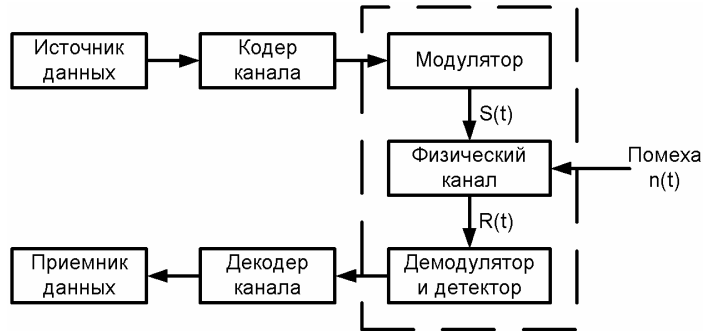 Источник
данных
Кодер
канала
Модулятор
S(t)
Физический
канал
Помеха
n(t)
R(t)
Приемник
данных
Декодер
канала
Демодулятор
и детектор